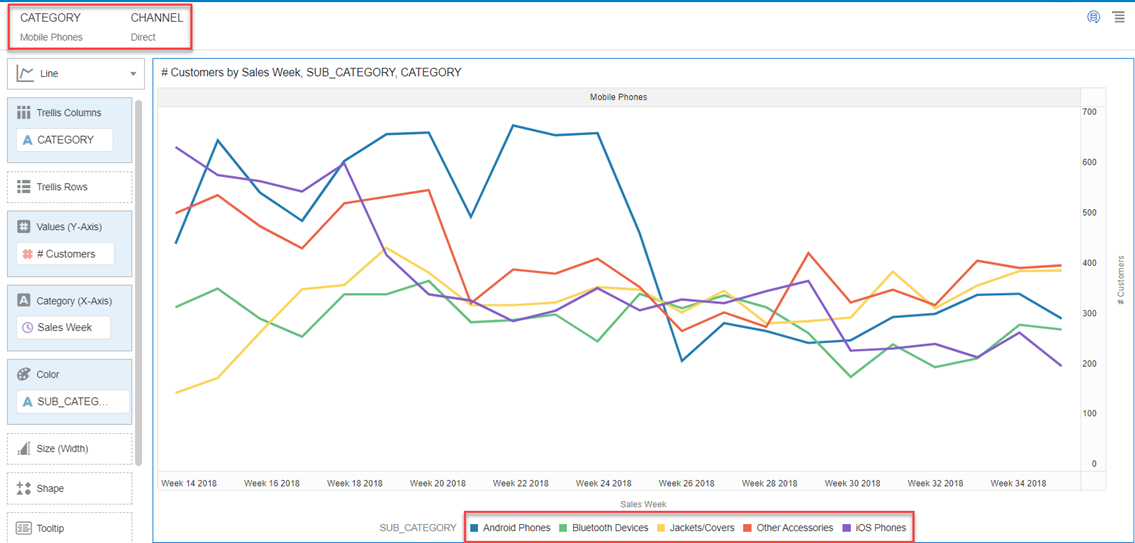 CATEGORY CHANNEL
Mobile Phones Direct
Line
# Customers by Sales Week, SUB_CATEGORY, CATEGORY
Trellis Columns
A CATEGORY
Trellis Rows
Values (Y-Axis)
# Customers
A Category (X-Axis)
Sales Week
Color
A SUB_CATEG...
Size (Width)
Shape
Tooltip
Mobile Phones
700
600
500
400
300
200
100
0
# Customers
Week 14 2018 Week 16 2018 Week 18 2018 Week 20 2018 Week 22 2018 Week 24 2018 Week 26 2018 Week 28 2018 Week 30 2018 Week 32 2018 Week 34 2018
Sales Week
SUB_CATEGORY Android Phones Bluetooth Devices Jackets/Covers Other Accessories iOS Phones